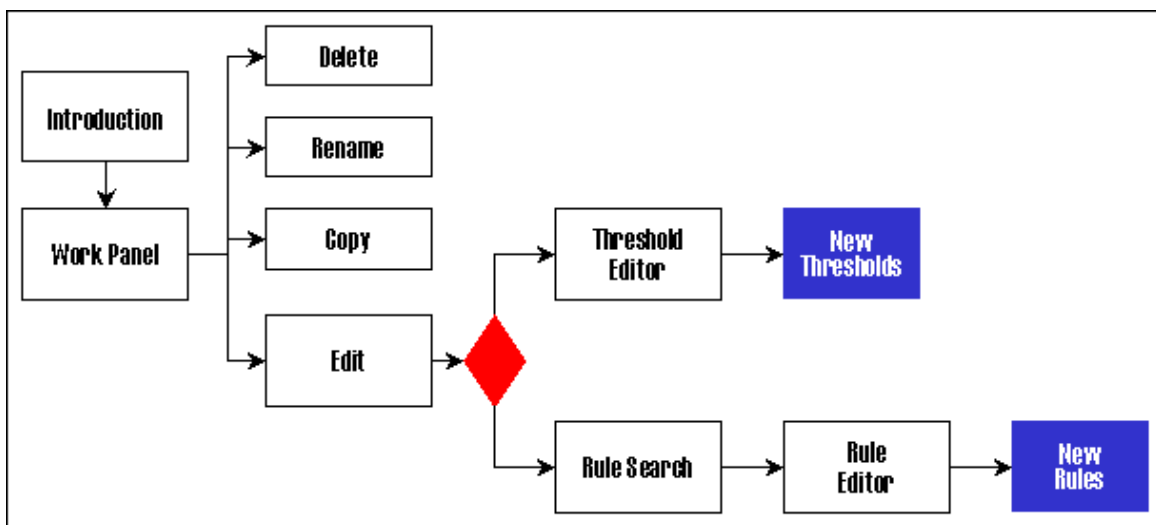 Delete
Introduction
Rename
Work Panel
Copy
Threshold
Editor
New
Thresholds
Edit
Rule Search
Rule
Editor
New
Rules